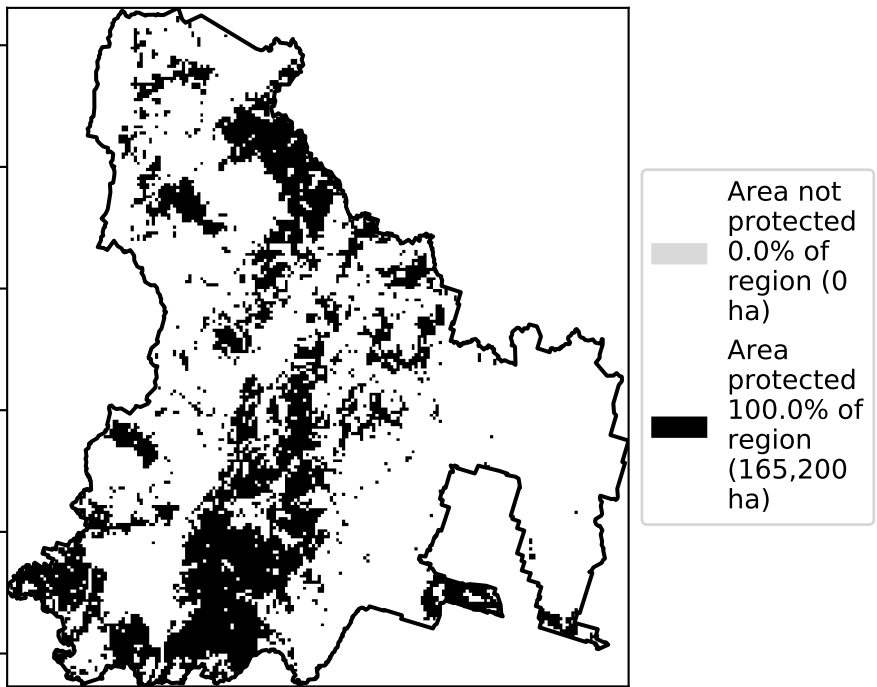 Area not
protected
0.0% of
region (0
ha)
Area
protected
100.0% of
region
(165,200
ha)